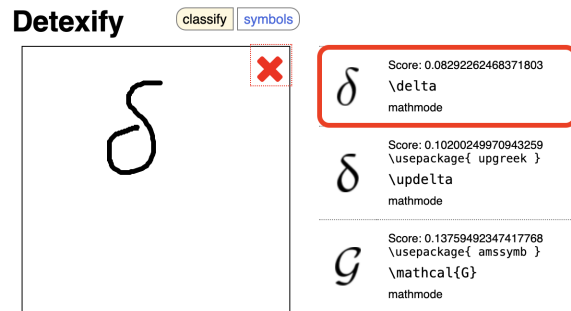 Detexify
classify symbols
δ
δ Score: 0.08292262468371803
\delta
mathmode
δ Score: 0.10200249970943259
\usepackage{ upgreek }
\updelta
mathmode
𝒢 Score: 0.13759492347417768
\usepackage{ amssymb }
\mathcal{G}
mathmode